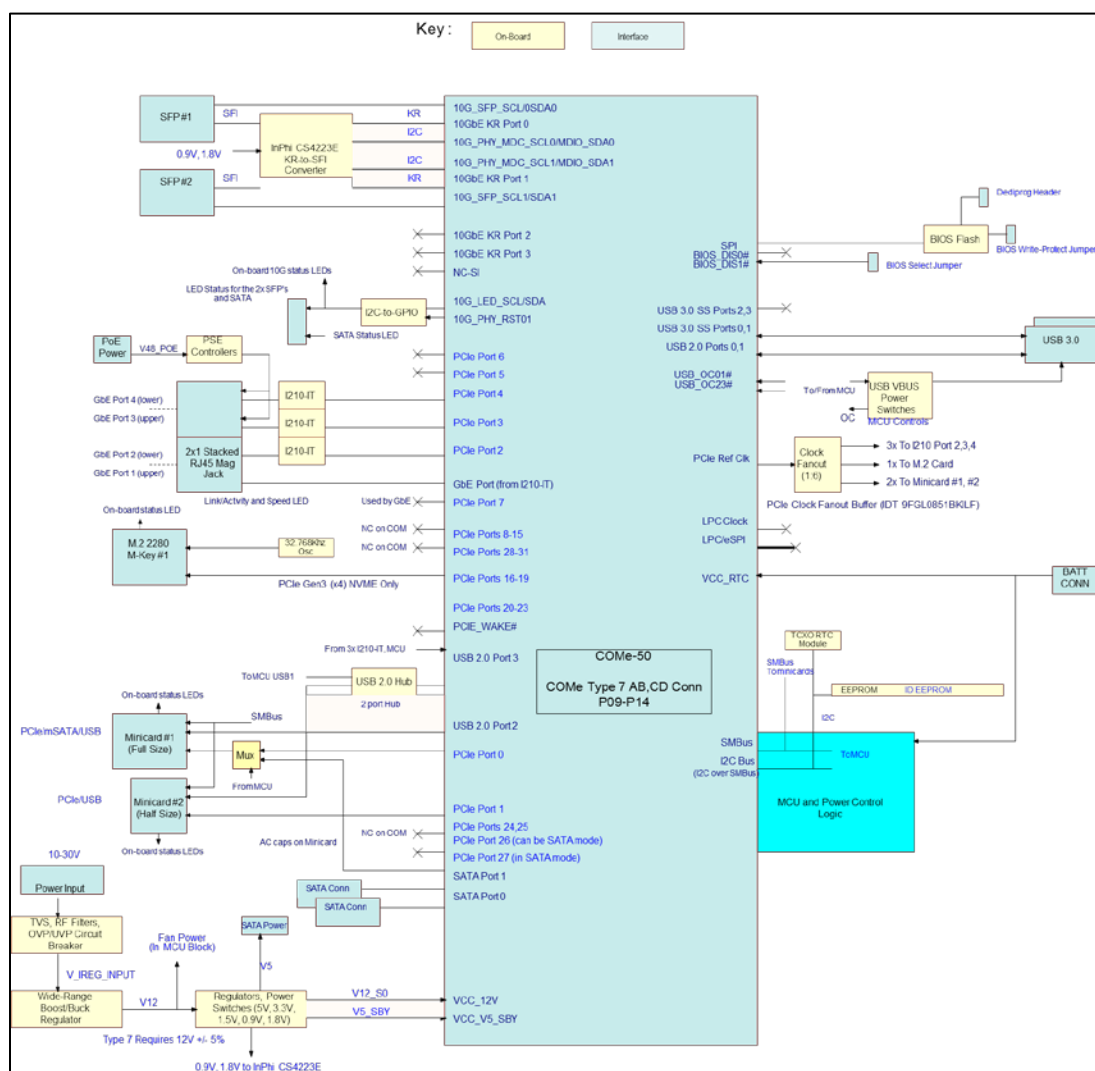 Key :
On-Board
Interface
SFP #1
SFI
KR
I2C
0.9V, 1.8V
InPhi CS4223E
KR-to-SFI
Converter
I2C
SFP #2
SFI
KR
10G_SFP_SCL/0SDA0
10GbE KR Port 0
10G_PHY_MDC_SCL0/MDIO_SDA0
10G_PHY_MDC_SCL1/MDIO_SDA1
10GbE KR Port 1
10G_SFP_SCL1/SDA1
10GbE KR Port 2
10GbE KR Port 3
NC-SI
On-board 10G status LEDs
LED Status for the 2x SFP's
and SATA
I2C-to-GPIO
SATA Status LED
10G_LED_SCL/SDA
10G_PHY_RST01
PoE
Power
V48_POE
PSE
Controllers
PCIe Port 6
PCIe Port 5
PCIe Port 4
PCIe Port 3
PCIe Port 2
GbE Port 4 (lower)
GbE Port 3 (upper)
GbE Port 2 (lower)
GbE Port 1 (upper)
I210-IT
I210-IT
I210-IT
2x1 Stacked
RJ45 Mag
Jack
Link/Activity and Speed LED
GbE Port (from I210-IT)
Used by GbE
PCIe Port 7
On-board status LED
M.2 2280
M-Key #1
32.768Khz
Osc
NC on COM
NC on COM
PCIe Ports 8-15
PCIe Ports 28-31
PCIe Gen3 (x4) NVME Only
PCIe Ports 16-19
PCIe Ports 20-23
PCIE_WAKE#
From 3x I210-IT, MCU
USB 2.0 Port 3
ToMCU USB1
USB 2.0 Hub
2 port Hub
On-board status LEDs
PCIe/mSATA/USB
Minicard #1
(Full Size)
SMBus
USB 2.0 Port2
Mux
PCIe Port 0
From MCU
PCIe/USB
Minicard #2
(Half Size)
On-board status LEDs
PCIe Port 1
PCIe Ports 24,25
NC on COM
PCIe Port 26 (can be SATA mode)
AC caps on Minicard
PCIe Port 27 (in SATA mode)
SATA Port 1
SATA Port 0
SATA Conn
SATA Conn
10-30V
Power Input
TVS, RF Filters,
OVP/UVP Circuit
Breaker
V_IREG_INPUT
Wide-Range
Boost/Buck
Regulator
V12
Fan Power
(In MCU Block)
SATA Power
V5
Regulators, Power
Switches (5V, 3.3V,
1.5V, 0.9V, 1.8V)
V12_S0
V5_SBY
VCC_12V
VCC_V5_SBY
Type 7 Requires 12V +/- 5%
0.9V, 1.8V to InPhi CS4223E
COMe-50
COMe Type 7 AB,CD Conn
P09-P14
SPI
BIOS_DIS0#
BIOS_DIS1#
Dediprog Header
BIOS Flash
BIOS Write-Protect Jumper
BIOS Select Jumper
USB 3.0 SS Ports 2,3
USB 3.0 SS Ports 0,1
USB 2.0 Ports 0,1
USB 3.0
USB_OC01#
USB_OC23#
To/From MCU
USB VBUS
Power
Switches
OC
MCU Controls
PCIe Ref Clk
Clock
Fanout
(1:6)
3x To I210 Port 2,3,4
1x To M.2 Card
2x To Minicard #1, #2
PCIe Clock Fanout Buffer (IDT 9FGL0851BKILF)
LPC Clock
LPC/eSPI
VCC_RTC
BATT
CONN
TCXO RTC
Module
SMBus
To minicards
EEPROM
ID EEPROM
I2C
SMBus
I2C Bus
(I2C over SMBus)
ToMCU
MCU and Power Control
Logic